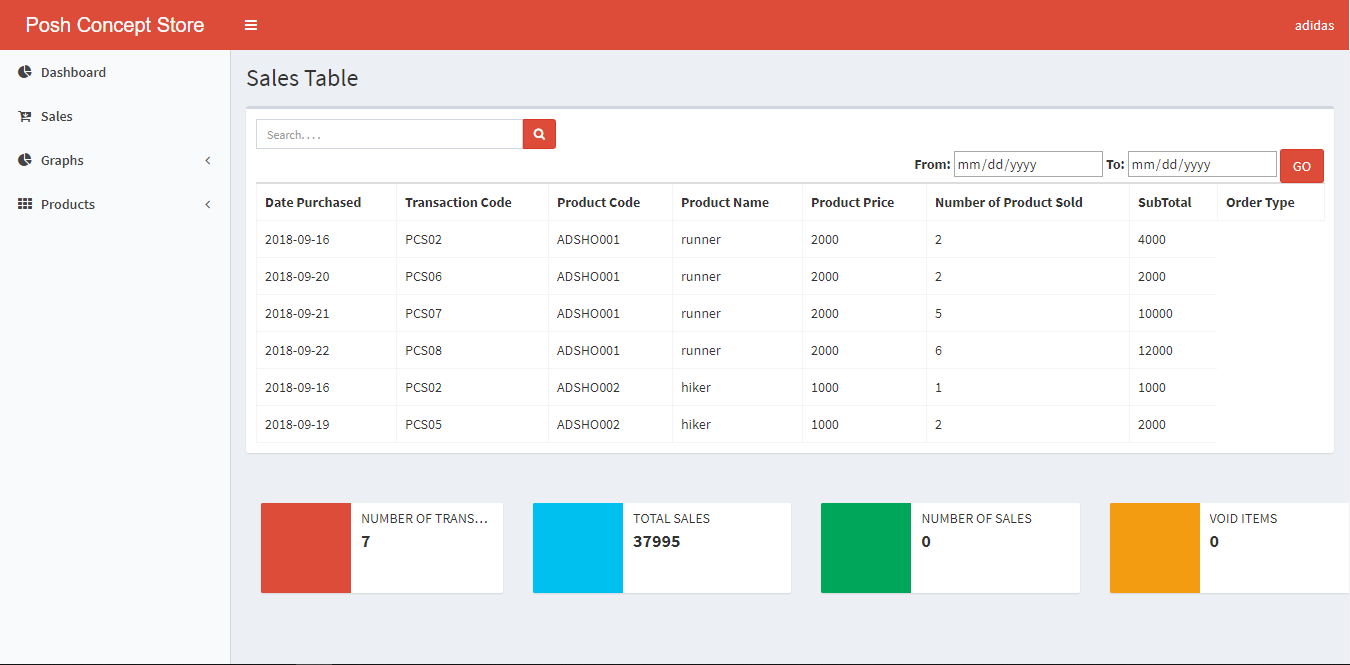 Posh Concept Store
adidas
Dashboard
Sales
Graphs
Products
Sales Table
Search. . . .
From: mm/dd/yyyy To: mm/dd/yyyy GO
Date Purchased Transaction Code Product Code Product Name Product Price Number of Product Sold SubTotal Order Type
2018-09-16 PCS02 ADSHO001 runner 2000 2 4000
2018-09-20 PCS06 ADSHO001 runner 2000 2 2000
2018-09-21 PCS07 ADSHO001 runner 2000 5 10000
2018-09-22 PCS08 ADSHO001 runner 2000 6 12000
2018-09-16 PCS02 ADSHO002 hiker 1000 1 1000
2018-09-19 PCS05 ADSHO002 hiker 1000 2 2000
NUMBER OF TRANS... TOTAL SALES NUMBER OF SALES VOID ITEMS
7 37995 0 0